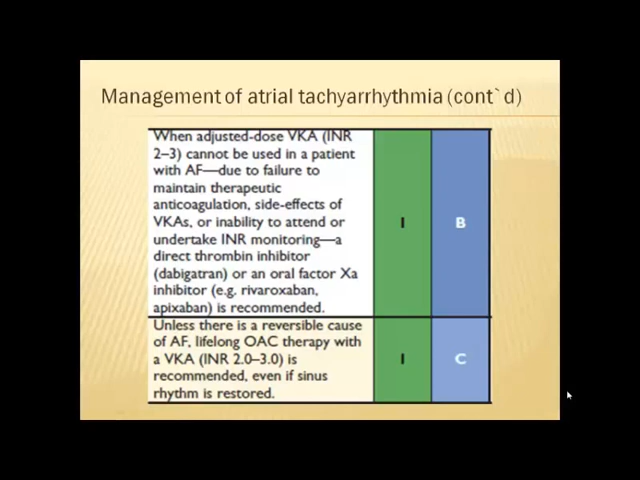 Management of atrial tachyarrhythmia (cont`d)
When adjusted-dose VKA (INR
2–3) cannot be used in a patient
with AF—due to failure to
maintain therapeutic
anticoagulation, side-effects of
VKAs, or inability to attend or
undertake INR monitoring—a
direct thrombin inhibitor
(dabigatran) or an oral factor Xa
inhibitor (e.g. rivaroxaban,
apixaban) is recommended.
I
B
Unless there is a reversible cause
of AF, lifelong OAC therapy with
a VKA (INR 2.0–3.0) is
recommended, even if sinus
rhythm is restored.
I
C